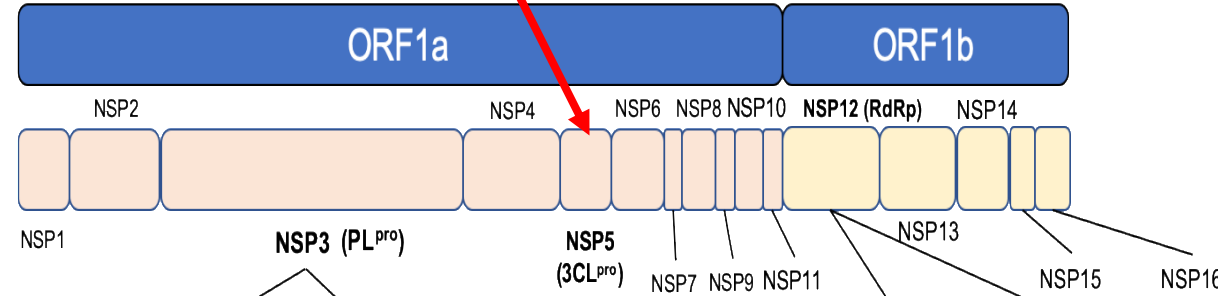 ORF1a ORF1b
NSP2 NSP4 NSP6 NSP8 NSP10 NSP12 (RdRp) NSP14
NSP1 NSP3 (PLpro) NSP5 NSP13
(3CLpro) NSP7 NSP9 NSP11 NSP15 NSP16